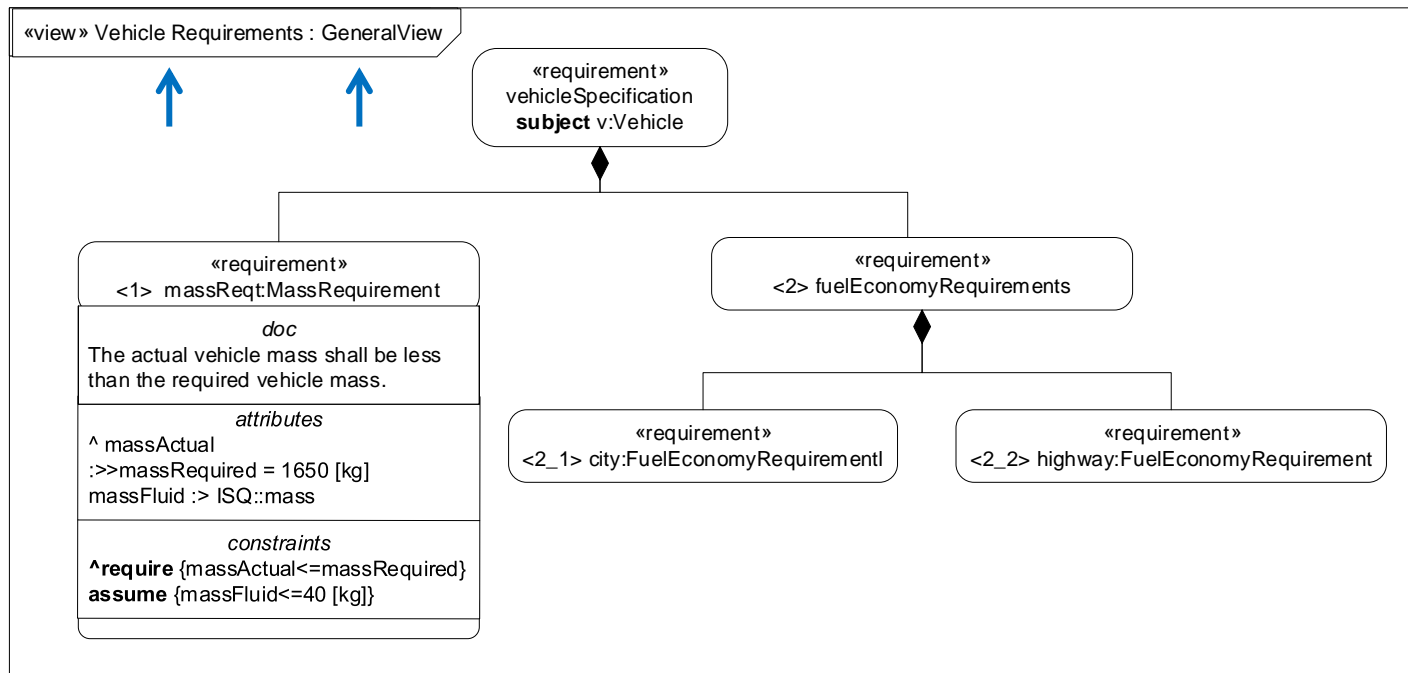 «view» Vehicle Requirements : GeneralView
«requirement»
vehicleSpecification
subject v:Vehicle
«requirement»
<1>  massReqt:MassRequirement
doc
The actual vehicle mass shall be less
than the required vehicle mass.
attributes
^ massActual
:>>massRequired = 1650 [kg]
massFluid :> ISQ::mass
constraints
^require {massActual<=massRequired}
assume {massFluid<=40 [kg]}
«requirement»
<2> fuelEconomyRequirements
«requirement»
<2_1> city:FuelEconomyRequirementl
«requirement»
<2_2> highway:FuelEconomyRequirement